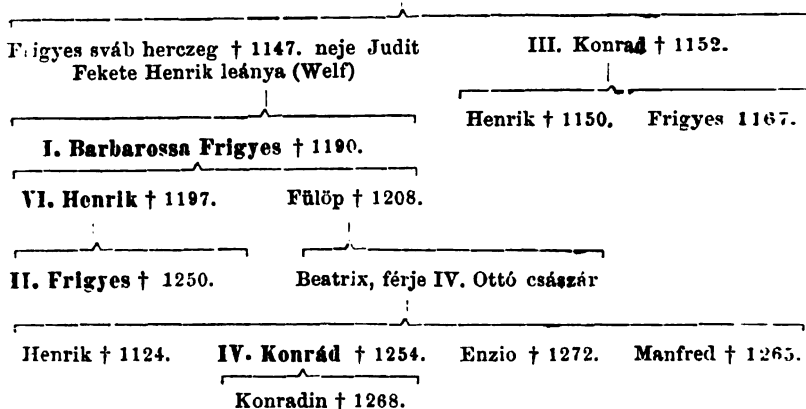 Frigyes sváb herczeg † 1147. neje Judit
Fekete Henrik leánya (Welf)
III. Konrad † 1152.
Henrik † 1150. Frigyes 1167.
I. Barbarossa Frigyes † 1190.
VI. Henrik † 1197. Fülöp † 1208.
II. Frigyes † 1250. Beatrix, férje IV. Ottó császár
Henrik † 1124. IV. Konrád † 1254. Enzio † 1272. Manfred † 1265.
Konradin † 1268.